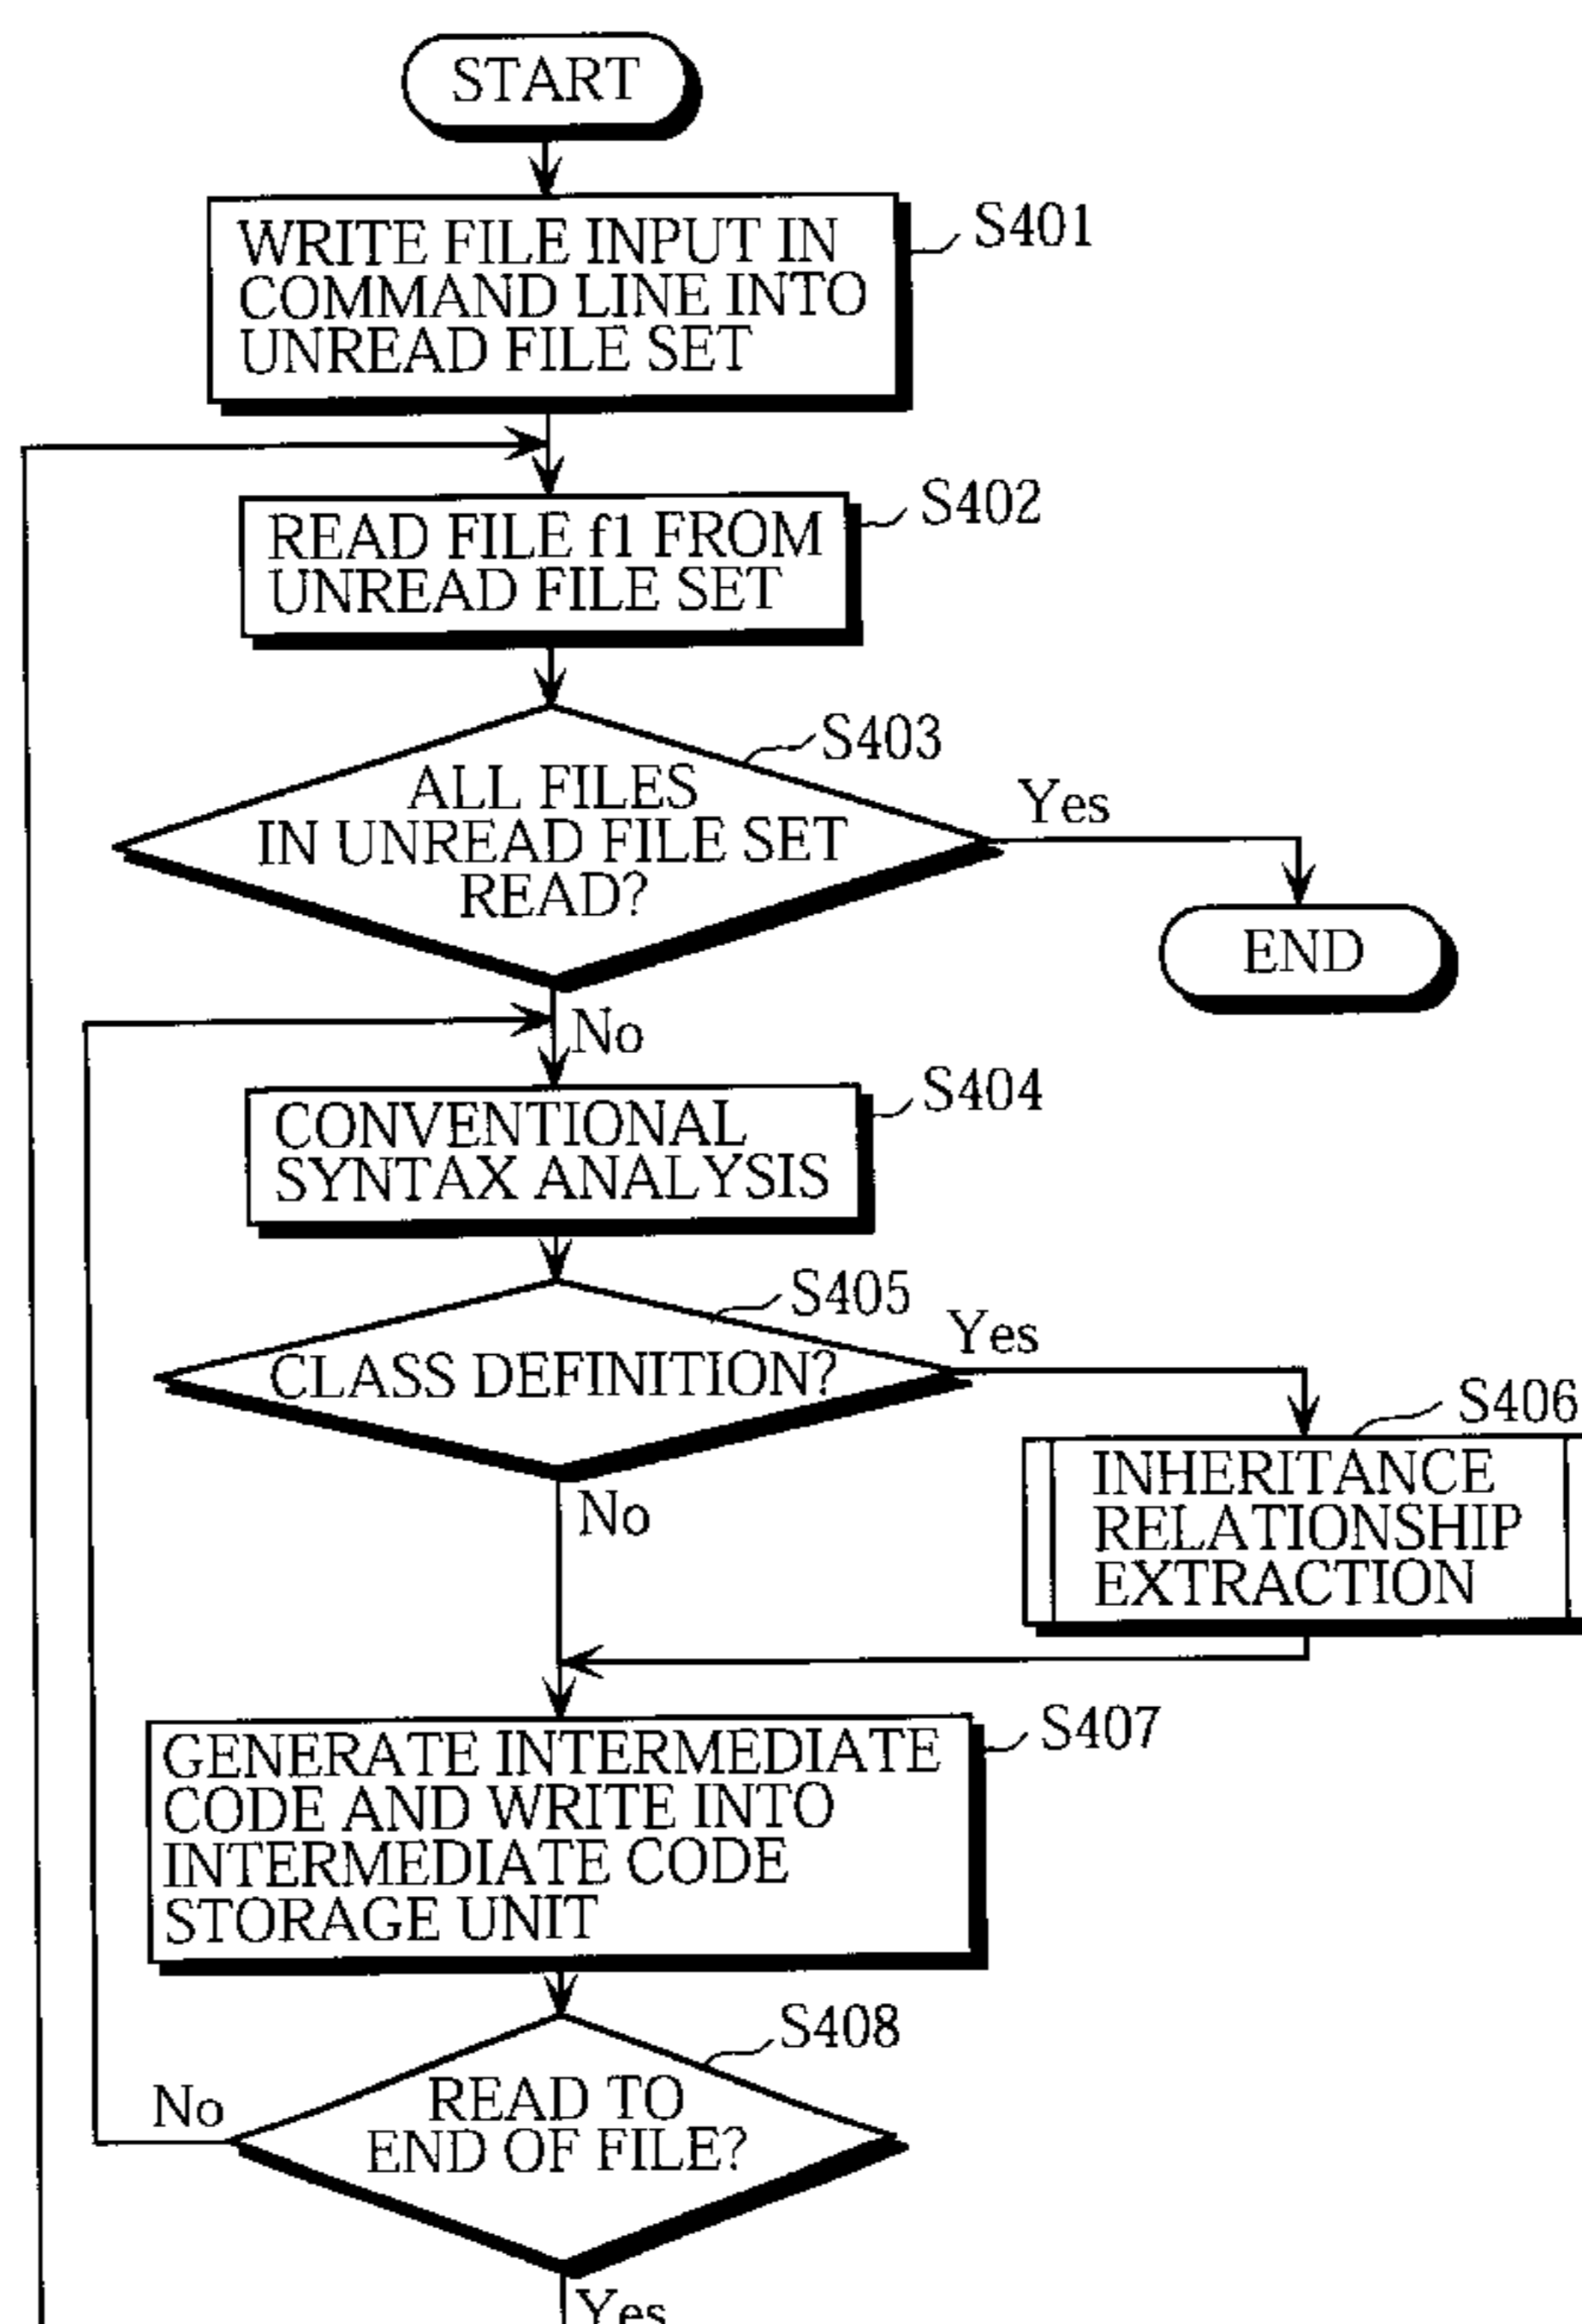 START
WRITE FILE INPUT IN
COMMAND LINE INTO
UNREAD FILE SET
S401
READ FILE f1 FROM
UNREAD FILE SET
S402
S403
ALL FILES
IN UNREAD FILE SET
READ?
Yes
END
No
CONVENTIONAL
SYNTAX ANALYSIS
S404
S405
CLASS DEFINITION?
Yes
S406
INHERITANCE
RELATIONSHIP
EXTRACTION
No
GENERATE INTERMEDIATE
CODE AND WRITE INTO
INTERMEDIATE CODE
STORAGE UNIT
S407
S408
READ TO
END OF FILE?
No
Yes